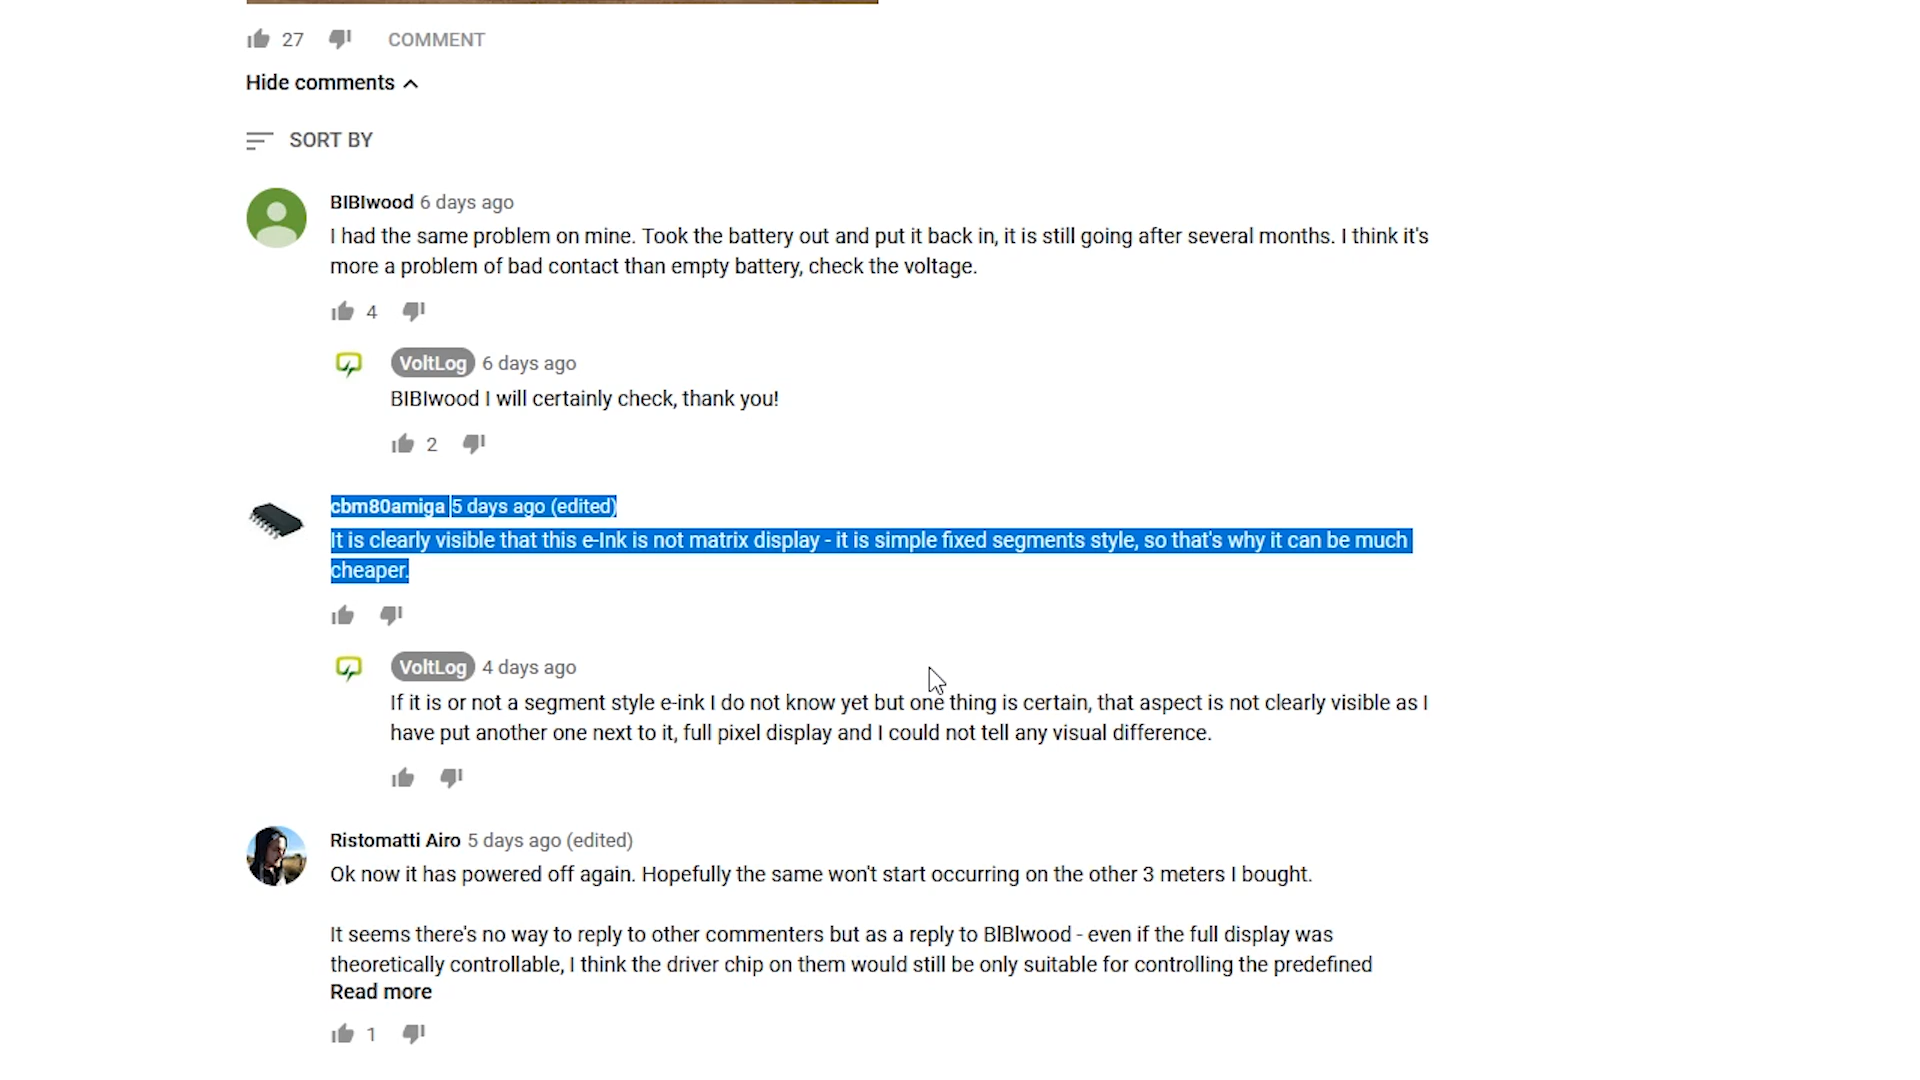 27 COMMENT
Hide comments
SORT BY
BIBIwood 6 days ago
I had the same problem on mine. Took the battery out and put it back in, it is still going after several months. I think it's
more a problem of bad contact than empty battery, check the voltage.
4
VoltLog 6 days ago
BIBIwood I will certainly check, thank you!
2
cbm80amiga 5 days ago (edited)
It is clearly visible that this e-Ink is not matrix display - it is simple fixed segments style, so that's why it can be much
cheaper.
VoltLog 4 days ago
If it is or not a segment style e-ink I do not know yet but one thing is certain, that aspect is not clearly visible as I
have put another one next to it, full pixel display and I could not tell any visual difference.
Ristomatti Airo 5 days ago (edited)
Ok now it has powered off again. Hopefully the same won't start occurring on the other 3 meters I bought.
It seems there's no way to reply to other commenters but as a reply to BIBIwood - even if the full display was
theoretically controllable, I think the driver chip on them would still be only suitable for controlling the predefined
Read more
1